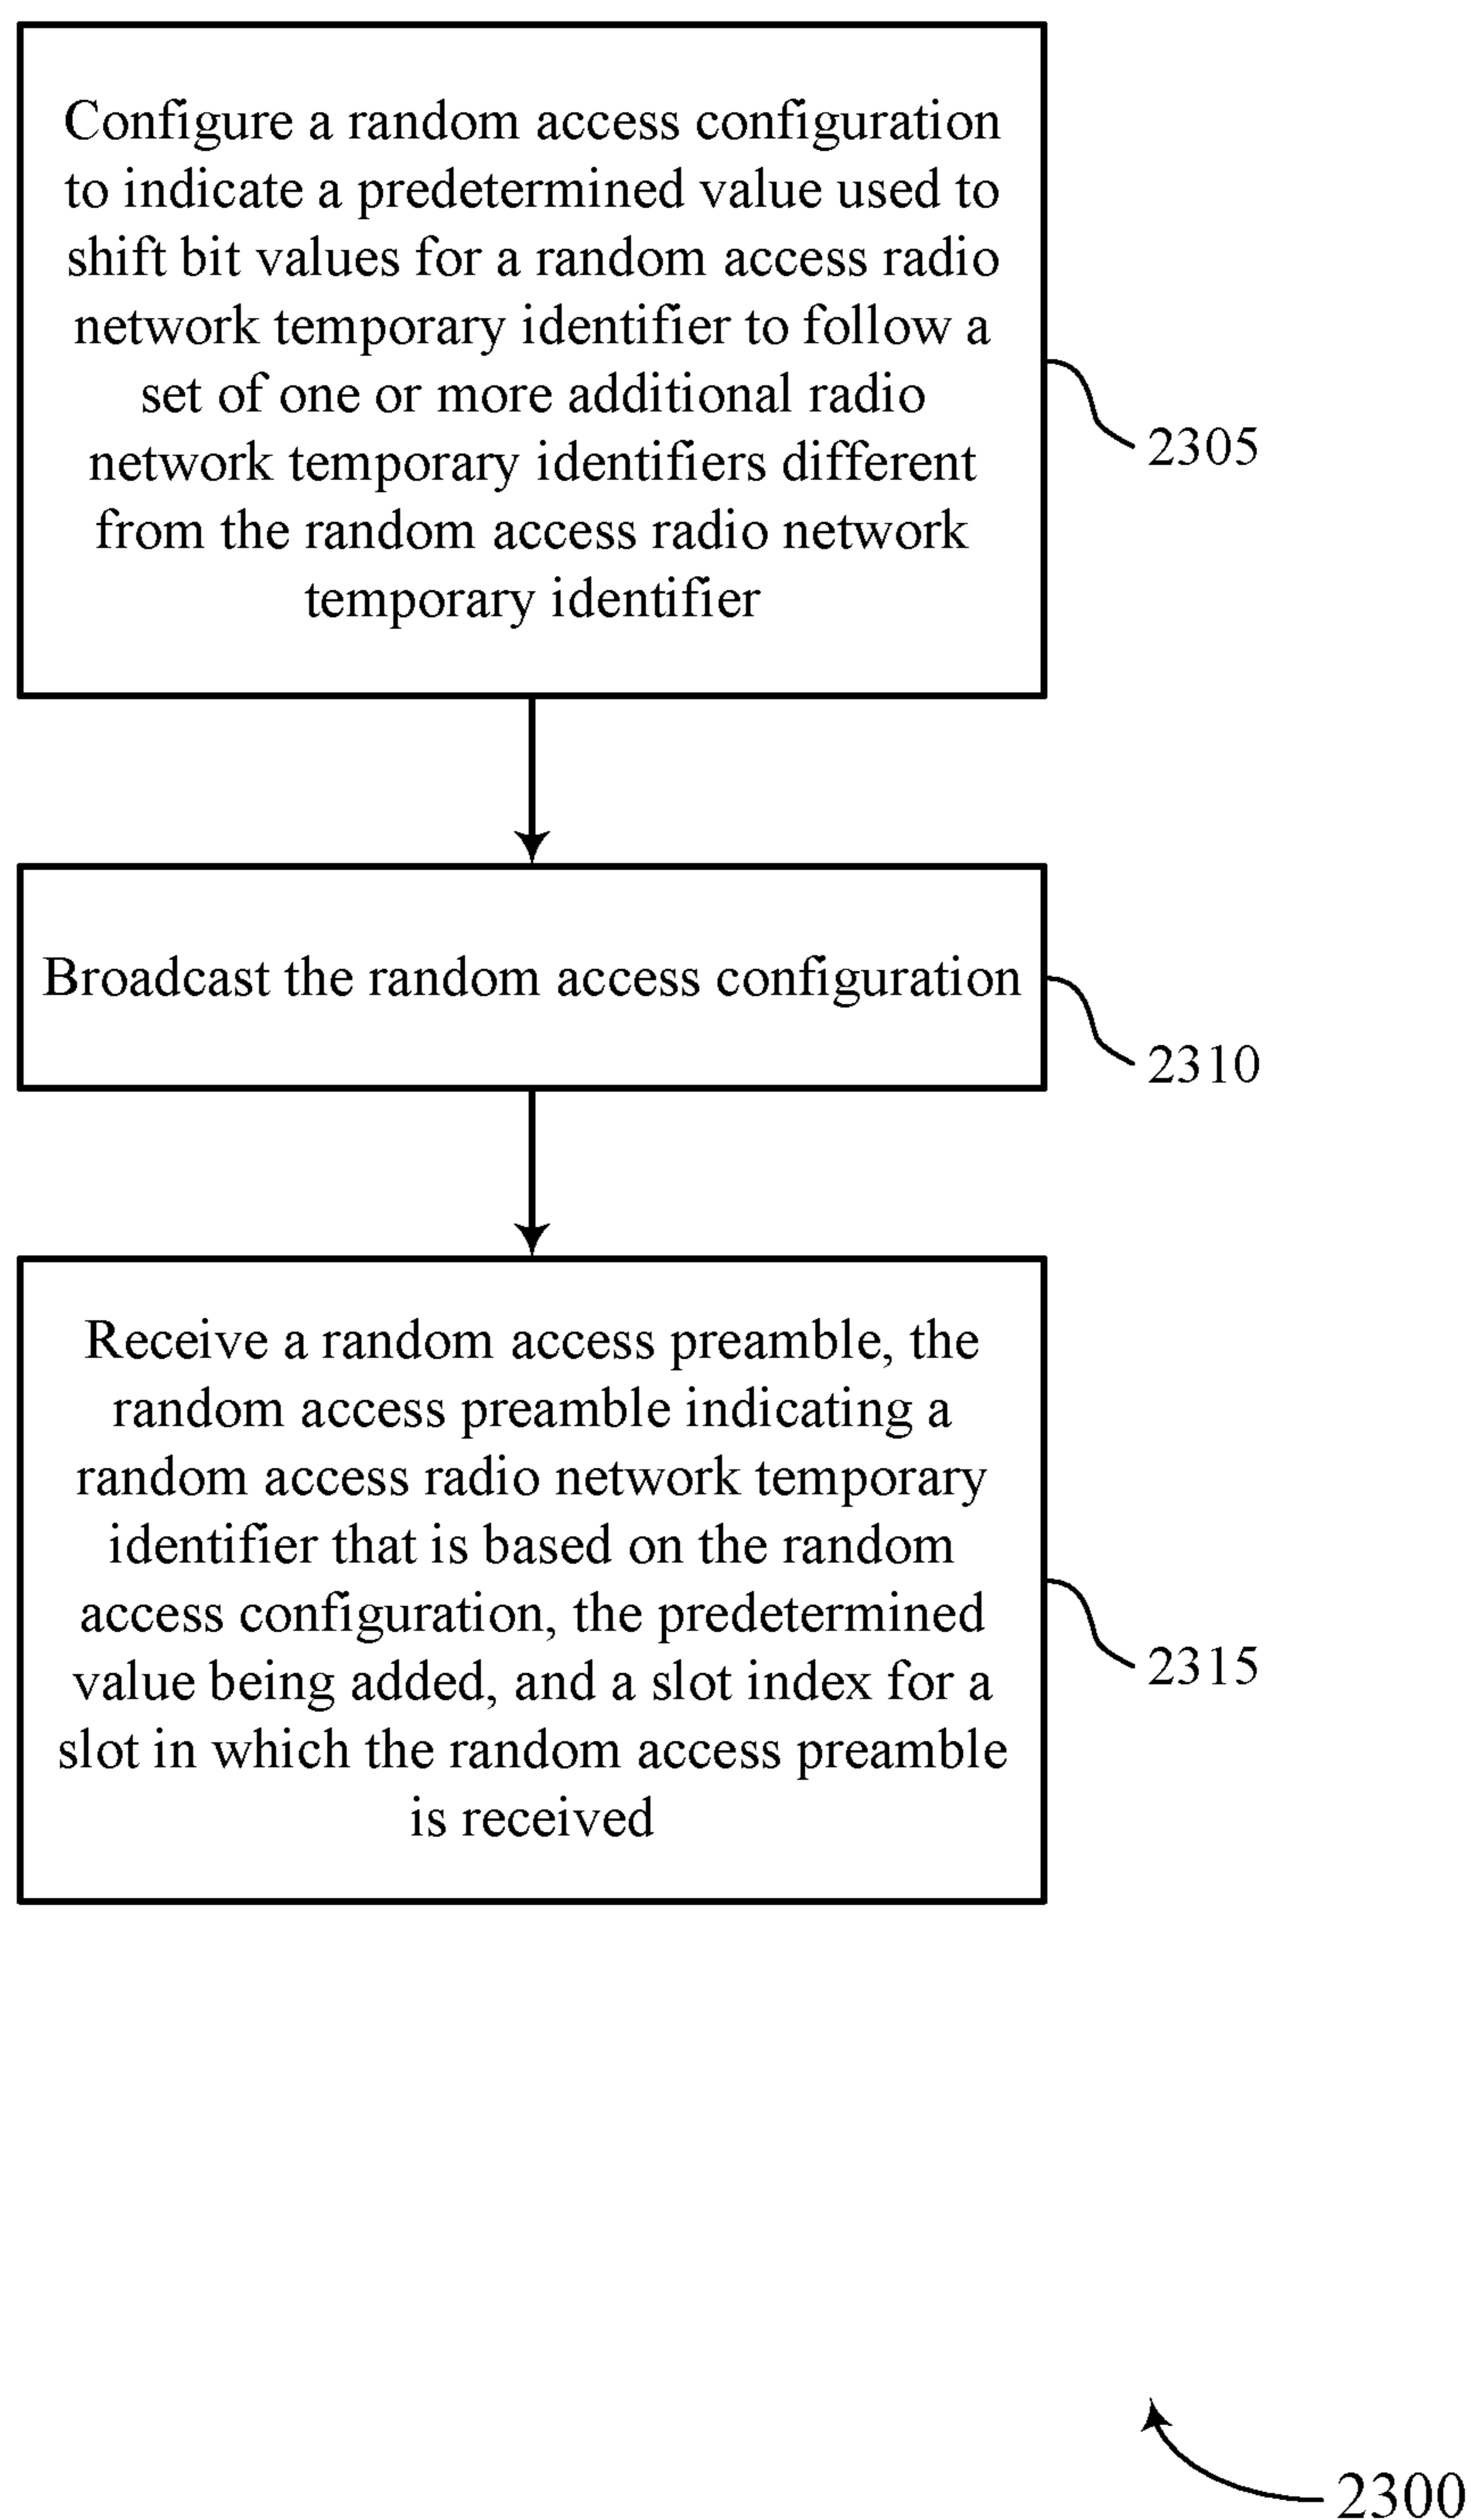 Configure a random access configuration
to indicate a predetermined value used to
shift bit values for a random access radio
network temporary identifier to follow a
set of one or more additional radio
network temporary identifiers different
from the random access radio network
temporary identifier
2305
Broadcast the random access configuration
2310
Receive a random access preamble, the
random access preamble indicating a
random access radio network temporary
identifier that is based on the random
access configuration, the predetermined
value being added, and a slot index for a
slot in which the random access preamble
is received
2315
2300